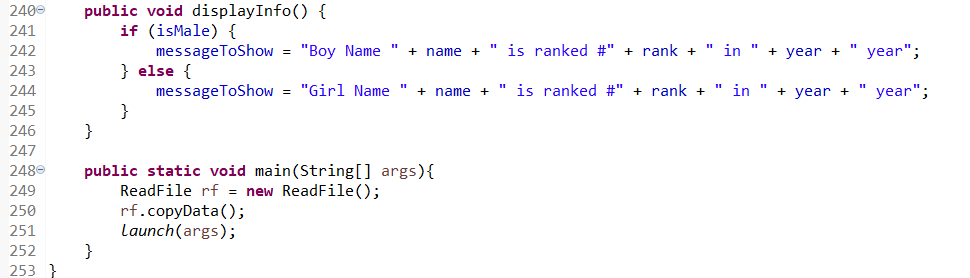 240 public void displayInfo() {
241 if (isMale) {
242 messageToShow = "Boy Name " + name + " is ranked #" + rank + " in " + year + " year";
243 } else {
244 messageToShow = "Girl Name " + name + " is ranked #" + rank + " in " + year + " year";
245 }
246 }
247
248 public static void main(String[] args){
249 ReadFile rf = new ReadFile();
250 rf.copyData();
251 launch(args);
252 }
253 }